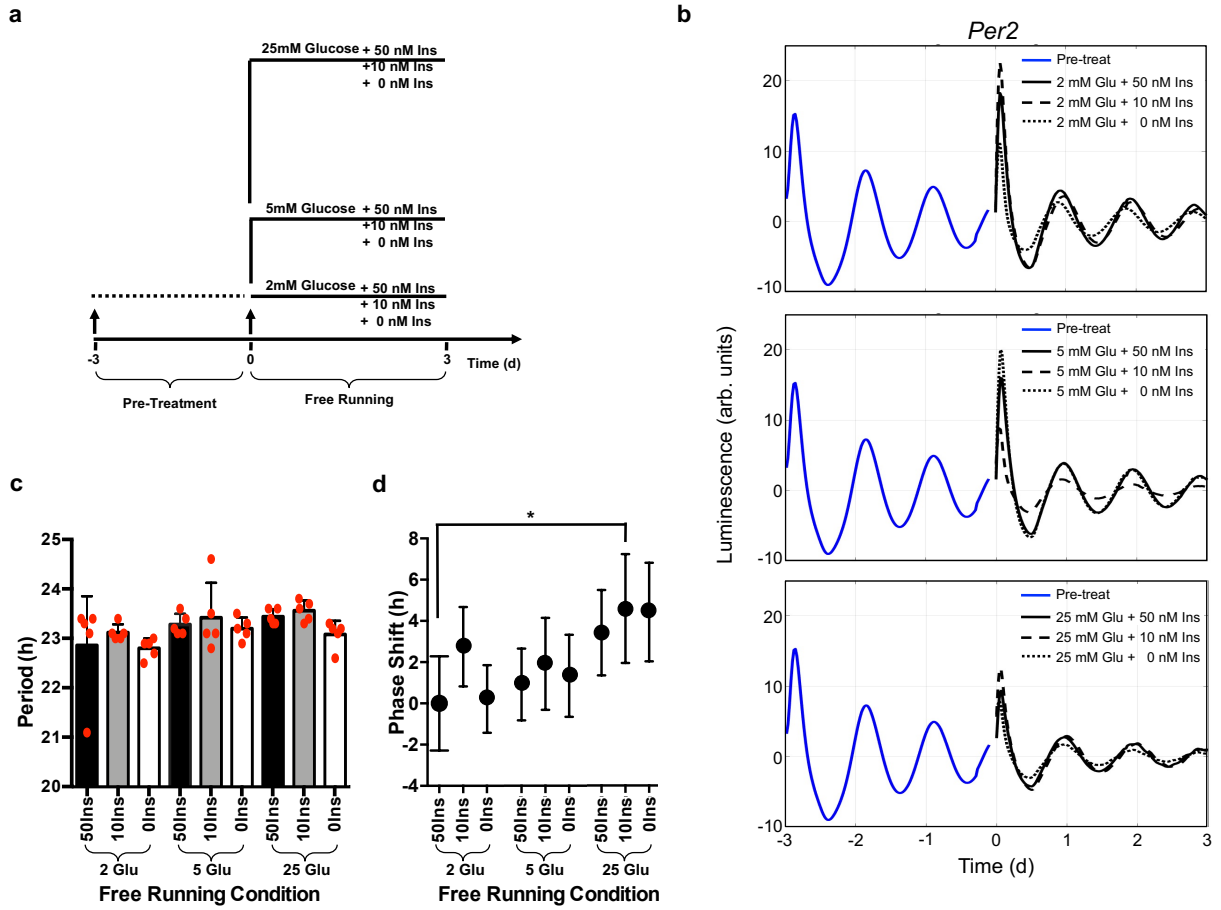 a
25mM Glucose + 50 nM Ins
+10 nM Ins
+ 0 nM Ins
5mM Glucose + 50 nM Ins
+10 nM Ins
+ 0 nM Ins
2mM Glucose + 50 nM Ins
+ 10 nM Ins
+ 0 nM Ins
-3
0
3
Time (d)
Pre-Treatment
Free Running
b
Per2
20
10
0
-10
Pre-treat
2 mM Glu + 50 nM Ins
2 mM Glu + 10 nM Ins
2 mM Glu + 0 nM Ins
20
10
0
-10
Pre-treat
5 mM Glu + 50 nM Ins
5 mM Glu + 10 nM Ins
5 mM Glu + 0 nM Ins
20
10
0
-10
Pre-treat
25 mM Glu + 50 nM Ins
25 mM Glu + 10 nM Ins
25 mM Glu + 0 nM Ins
Luminescence (arb. units)
-3 -2 -1 0 1 2 3
Time (d)
c
Period (h)
25
24
23
22
21
20
50Ins 10Ins 0Ins 50Ins 10Ins 0Ins 50Ins 10Ins 0Ins
2 Glu 5 Glu 25 Glu
Free Running Condition
d
*
Phase Shift (h)
8
6
4
2
0
-2
-4
50Ins 10Ins 0Ins 50Ins 10Ins 0Ins 50Ins 10Ins 0Ins
2 Glu 5 Glu 25 Glu
Free Running Condition